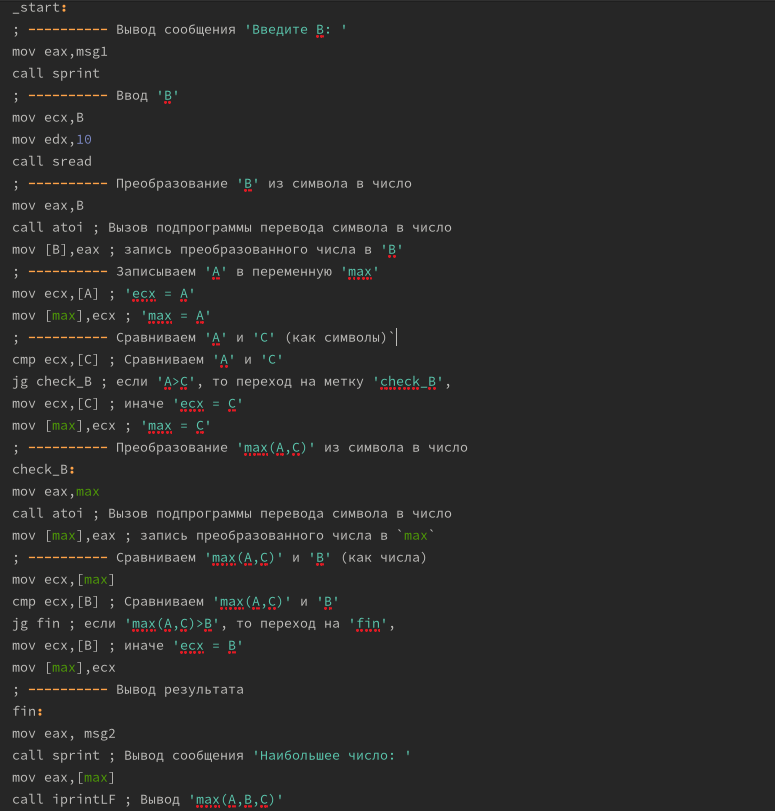 _start:
; ---------- Вывод сообщения 'Введите B: '
mov eax,msg1
call sprint
; ---------- Ввод 'B'
mov ecx,B
mov edx,10
call sread
; ---------- Преобразование 'B' из символа в число
mov eax,B
call atoi ; Вызов подпрограммы перевода символа в число
mov [B],eax ; запись преобразованного числа в 'B'
; ---------- Записываем 'A' в переменную 'max'
mov ecx,[A] ; 'ecx = A'
mov [max],ecx ; 'max = A'
; ---------- Сравниваем 'A' и 'С' (как символы)`
cmp ecx,[C] ; Сравниваем 'A' и 'С'
jg check_B ; если 'A>C', то переход на метку 'check_B',
mov ecx,[C] ; иначе 'ecx = C'
mov [max],ecx ; 'max = C'
; ---------- Преобразование 'max(A,C)' из символа в число
check_B:
mov eax,max
call atoi ; Вызов подпрограммы перевода символа в число
mov [max],eax ; запись преобразованного числа в `max`
; ---------- Сравниваем 'max(A,C)' и 'B' (как числа)
mov ecx,[max]
cmp ecx,[B] ; Сравниваем 'max(A,C)' и 'B'
jg fin ; если 'max(A,C)>B', то переход на 'fin',
mov ecx,[B] ; иначе 'ecx = B'
mov [max],ecx
; ---------- Вывод результата
fin:
mov eax, msg2
call sprint ; Вывод сообщения 'Наибольшее число: '
mov eax,[max]
call iprintLF ; Вывод 'max(A,B,C)'